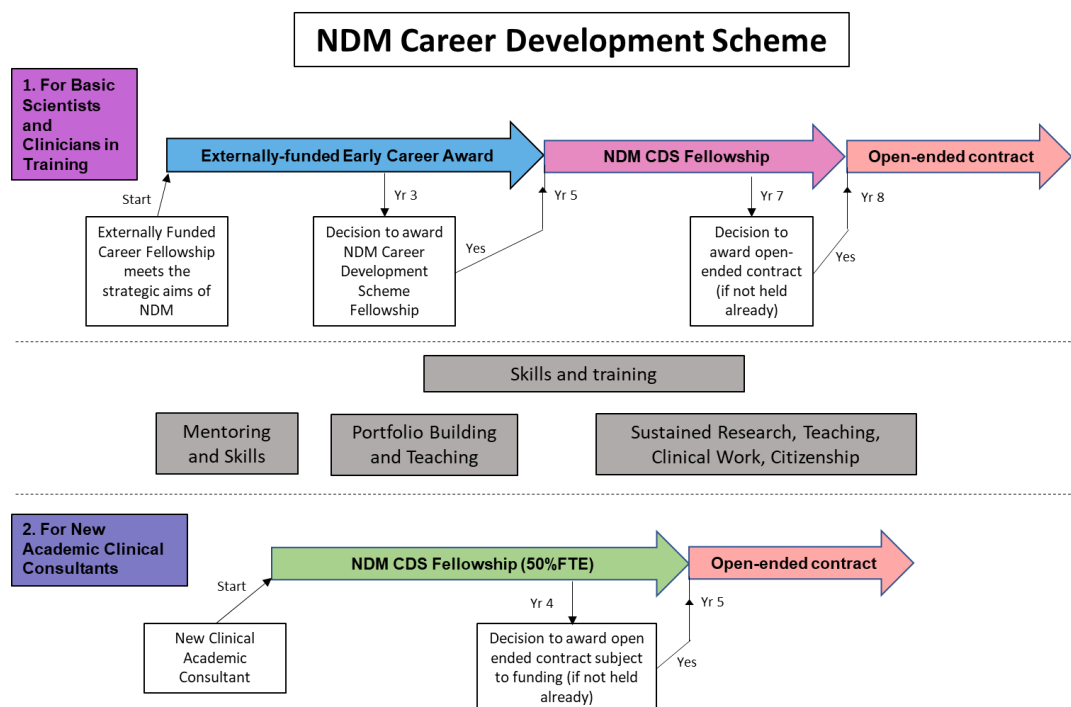 NDM Career Development Scheme
1. For Basic
Scientists
and
Clinicians in
Training
Externally-funded Early Career Award
NDM CDS Fellowship
Open-ended contract
Start
Yr 3
Yr 5
Yr 7
Yr 8
Externally Funded
Career Fellowship
meets the
strategic aims of
NDM
Decision to award
NDM Career
Development
Scheme
Fellowship
Yes
Decision to
award open-
ended contract
(if not held
already)
Yes
Skills and training
Mentoring
and Skills
Portfolio Building
and Teaching
Sustained Research, Teaching,
Clinical Work, Citizenship
2. For New
Academic Clinical
Consultants
NDM CDS Fellowship (50%FTE)
Open-ended contract
Start
Yr 4
Yr 5
New Clinical
Academic
Consultant
Decision to award open
ended contract subject
to funding (if not held
already)
Yes